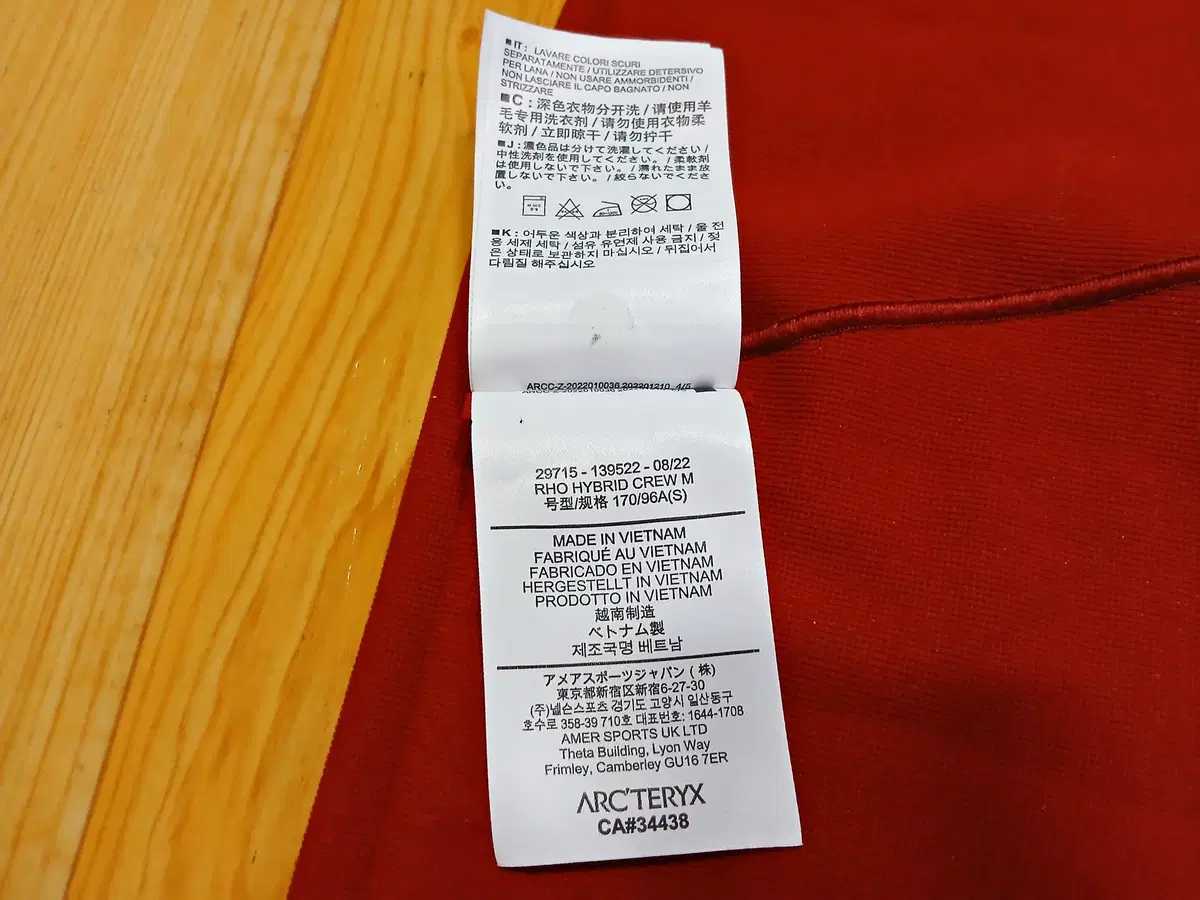 ■IT: LAVARE COLORI SCURI
SEPARATAMENTE / UTILIZZARE DETERSIVO
PER LANA / NON USARE AMMORBIDENTI /
NON LASCIARE IL CAPO BAGNATO / NON
STRIZZARE
■C : 深色衣物分开洗 / 请使用羊
毛专用洗衣剂 / 请勿使用衣物柔
软剂 / 立即晾干 / 请勿拧干
■J : 濃色品は分けて洗濯してください /
中性洗剤を使用してください。 / 柔軟剤
は使用しないで下さい。 / 濡れたまま放
置しないで下さい。 / 絞らないでくださ
い。
■K : 어두운 색상과 분리하여 세탁 / 울 전
용 세제 세탁 / 섬유 유연제 사용 금지 / 젖
은 상태로 보관하지 마십시오 / 뒤집어서
다림질 해주십시오
ARCC-Z-2022010036 202201210 4/5
29715 - 139522 - 08/22
RHO HYBRID CREW M
号型/规格 170/96A(S)
MADE IN VIETNAM
FABRIQUÉ AU VIETNAM
FABRICADO EN VIETNAM
HERGESTELLT IN VIETNAM
PRODOTTO IN VIETNAM
越南制造
ベトナム製
제조국명 베트남
アメアスポーツジャパン ( 株)
東京都新宿区新宿6-27-30
(주)넬슨스포츠 경기도 고양시 일산동구
호수로 358-39 710호 대표번호: 1644-1708
AMER SPORTS UK LTD
Theta Building, Lyon Way
Frimley, Camberley GU16 7ER
ARC'TERYX
CA#34438